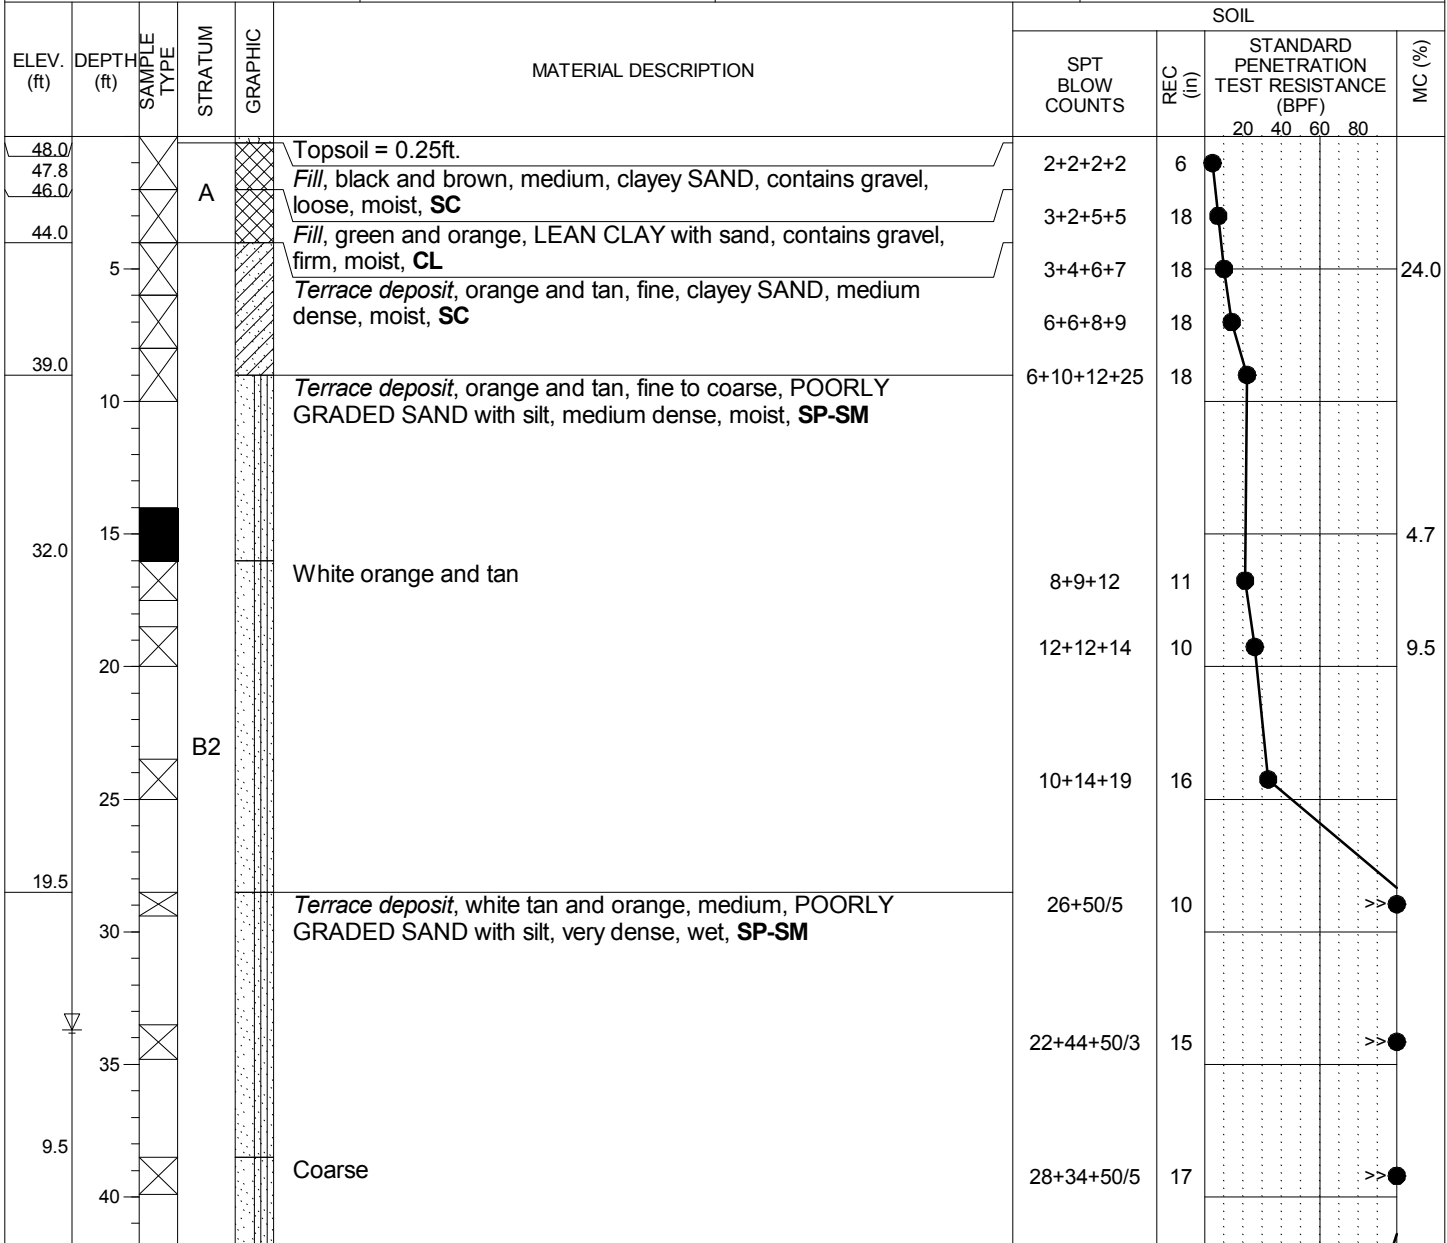 SOIL
ELEV.
(ft)
DEPTH
(ft)
SAMPLE
TYPE
STRATUM
GRAPHIC
MATERIAL DESCRIPTION
SPT
BLOW
COUNTS
REC
(in)
STANDARD
PENETRATION
TEST RESISTANCE
(BPF)
20 40 60 80
MC (%)
48.0
Topsoil = 0.25ft.
2+2+2+2 6
47.8
Fill, black and brown, medium, clayey SAND, contains gravel,
46.0
A
loose, moist, SC
3+2+5+5 18
44.0
Fill, green and orange, LEAN CLAY with sand, contains gravel,
firm, moist, CL
5
3+4+6+7 18 24.0
Terrace deposit, orange and tan, fine, clayey SAND, medium
dense, moist, SC
6+6+8+9 18
39.0
6+10+12+25 18
Terrace deposit, orange and tan, fine to coarse, POORLY
10
GRADED SAND with silt, medium dense, moist, SP-SM
15
4.7
32.0
White orange and tan
8+9+12 11
12+12+14 10 9.5
20
B2
10+14+19 16
25
19.5
Terrace deposit, white tan and orange, medium, POORLY
26+50/5 10 >>
30
GRADED SAND with silt, very dense, wet, SP-SM
22+44+50/3 15 >>
35
9.5
Coarse
28+34+50/5 17 >>
40